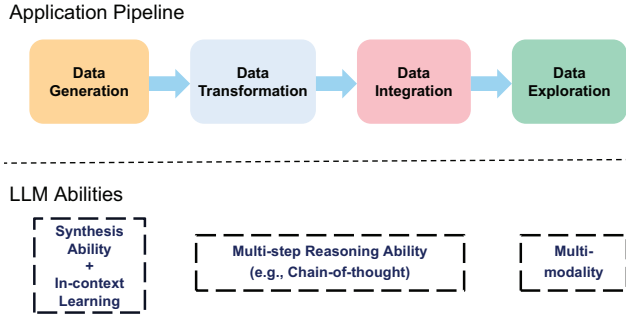 Application Pipeline
Data
Generation
Data
Transformation
Data
Integration
Data
Exploration
LLM Abilities
Synthesis
Ability
+
In-context
Learning
Multi-step Reasoning Ability
(e.g., Chain-of-thought)
Multi-
modality